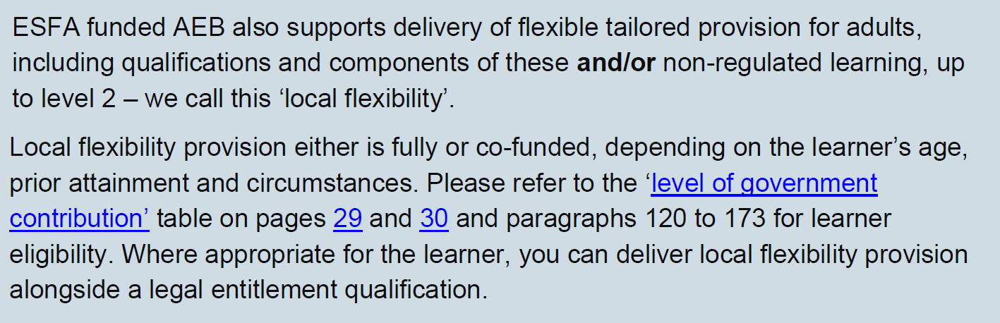 ESFA funded AEB also supports delivery of flexible tailored provision for adults,
including qualifications and components of these and/or non-regulated learning, up
to level 2 – we call this ‘local flexibility’.
Local flexibility provision either is fully or co-funded, depending on the learner’s age,
prior attainment and circumstances. Please refer to the ‘level of government
contribution’ table on pages 29 and 30 and paragraphs 120 to 173 for learner
eligibility. Where appropriate for the learner, you can deliver local flexibility provision
alongside a legal entitlement qualification.